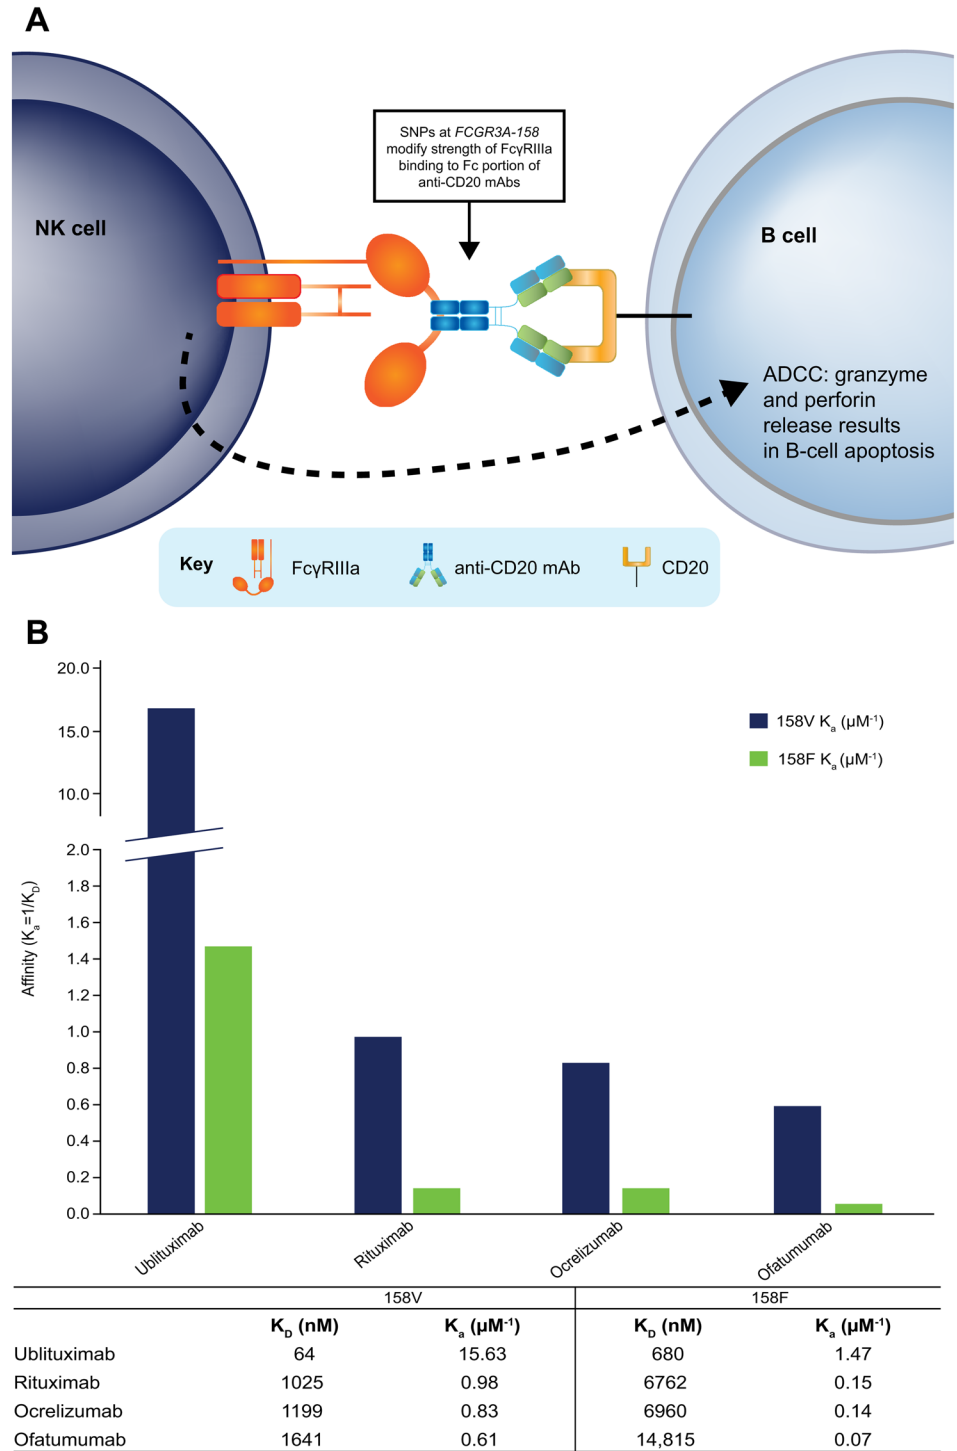 A
SNPs at FCGR3A-158
modify strength of FcγRIIIa
binding to Fc portion of
anti-CD20 mAbs
NK cell
B cell
ADCC: granzyme
and perforin
release results
in B-cell apoptosis
Key
FcγRIIIa
anti-CD20 mAb
CD20
B
20.0
15.0
10.0
2.0
1.8
1.6
1.4
1.2
1.0
0.8
0.6
0.4
0.2
0.0
Affinity (Ka=1/KD)
158V Ka (µM-1)
158F Ka (µM-1)
Ublituximab
Rituximab
Ocrelizumab
Ofatumumab
158V 158F
KD (nM) Ka (µM-1) KD (nM) Ka (µM-1)
Ublituximab 64 15.63 680 1.47
Rituximab 1025 0.98 6762 0.15
Ocrelizumab 1199 0.83 6960 0.14
Ofatumumab 1641 0.61 14,815 0.07